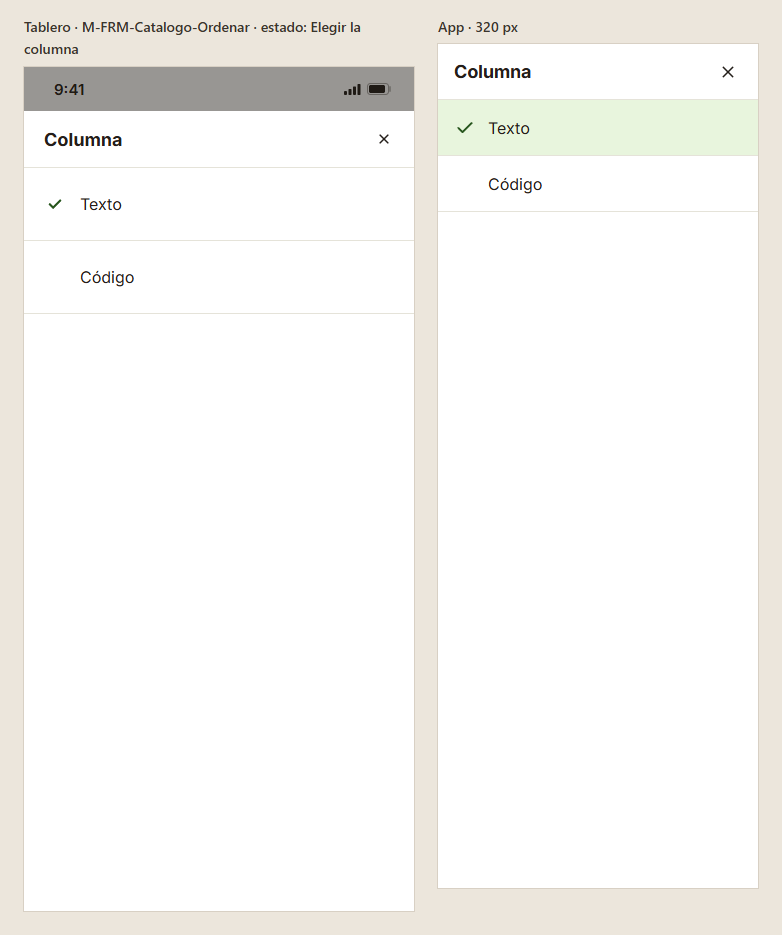 Tablero · M-FRM-Catalogo-Ordenar · estado: Elegir la
columna
9:41
Columna
Texto
Código
App · 320 px
Columna
Texto
Código